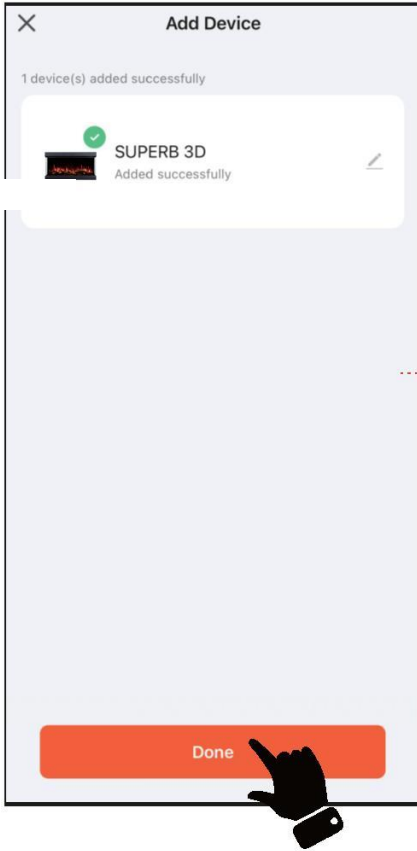 Add Device
1 device(s) added successfully
SUPERB 3D
Added successfully
Done